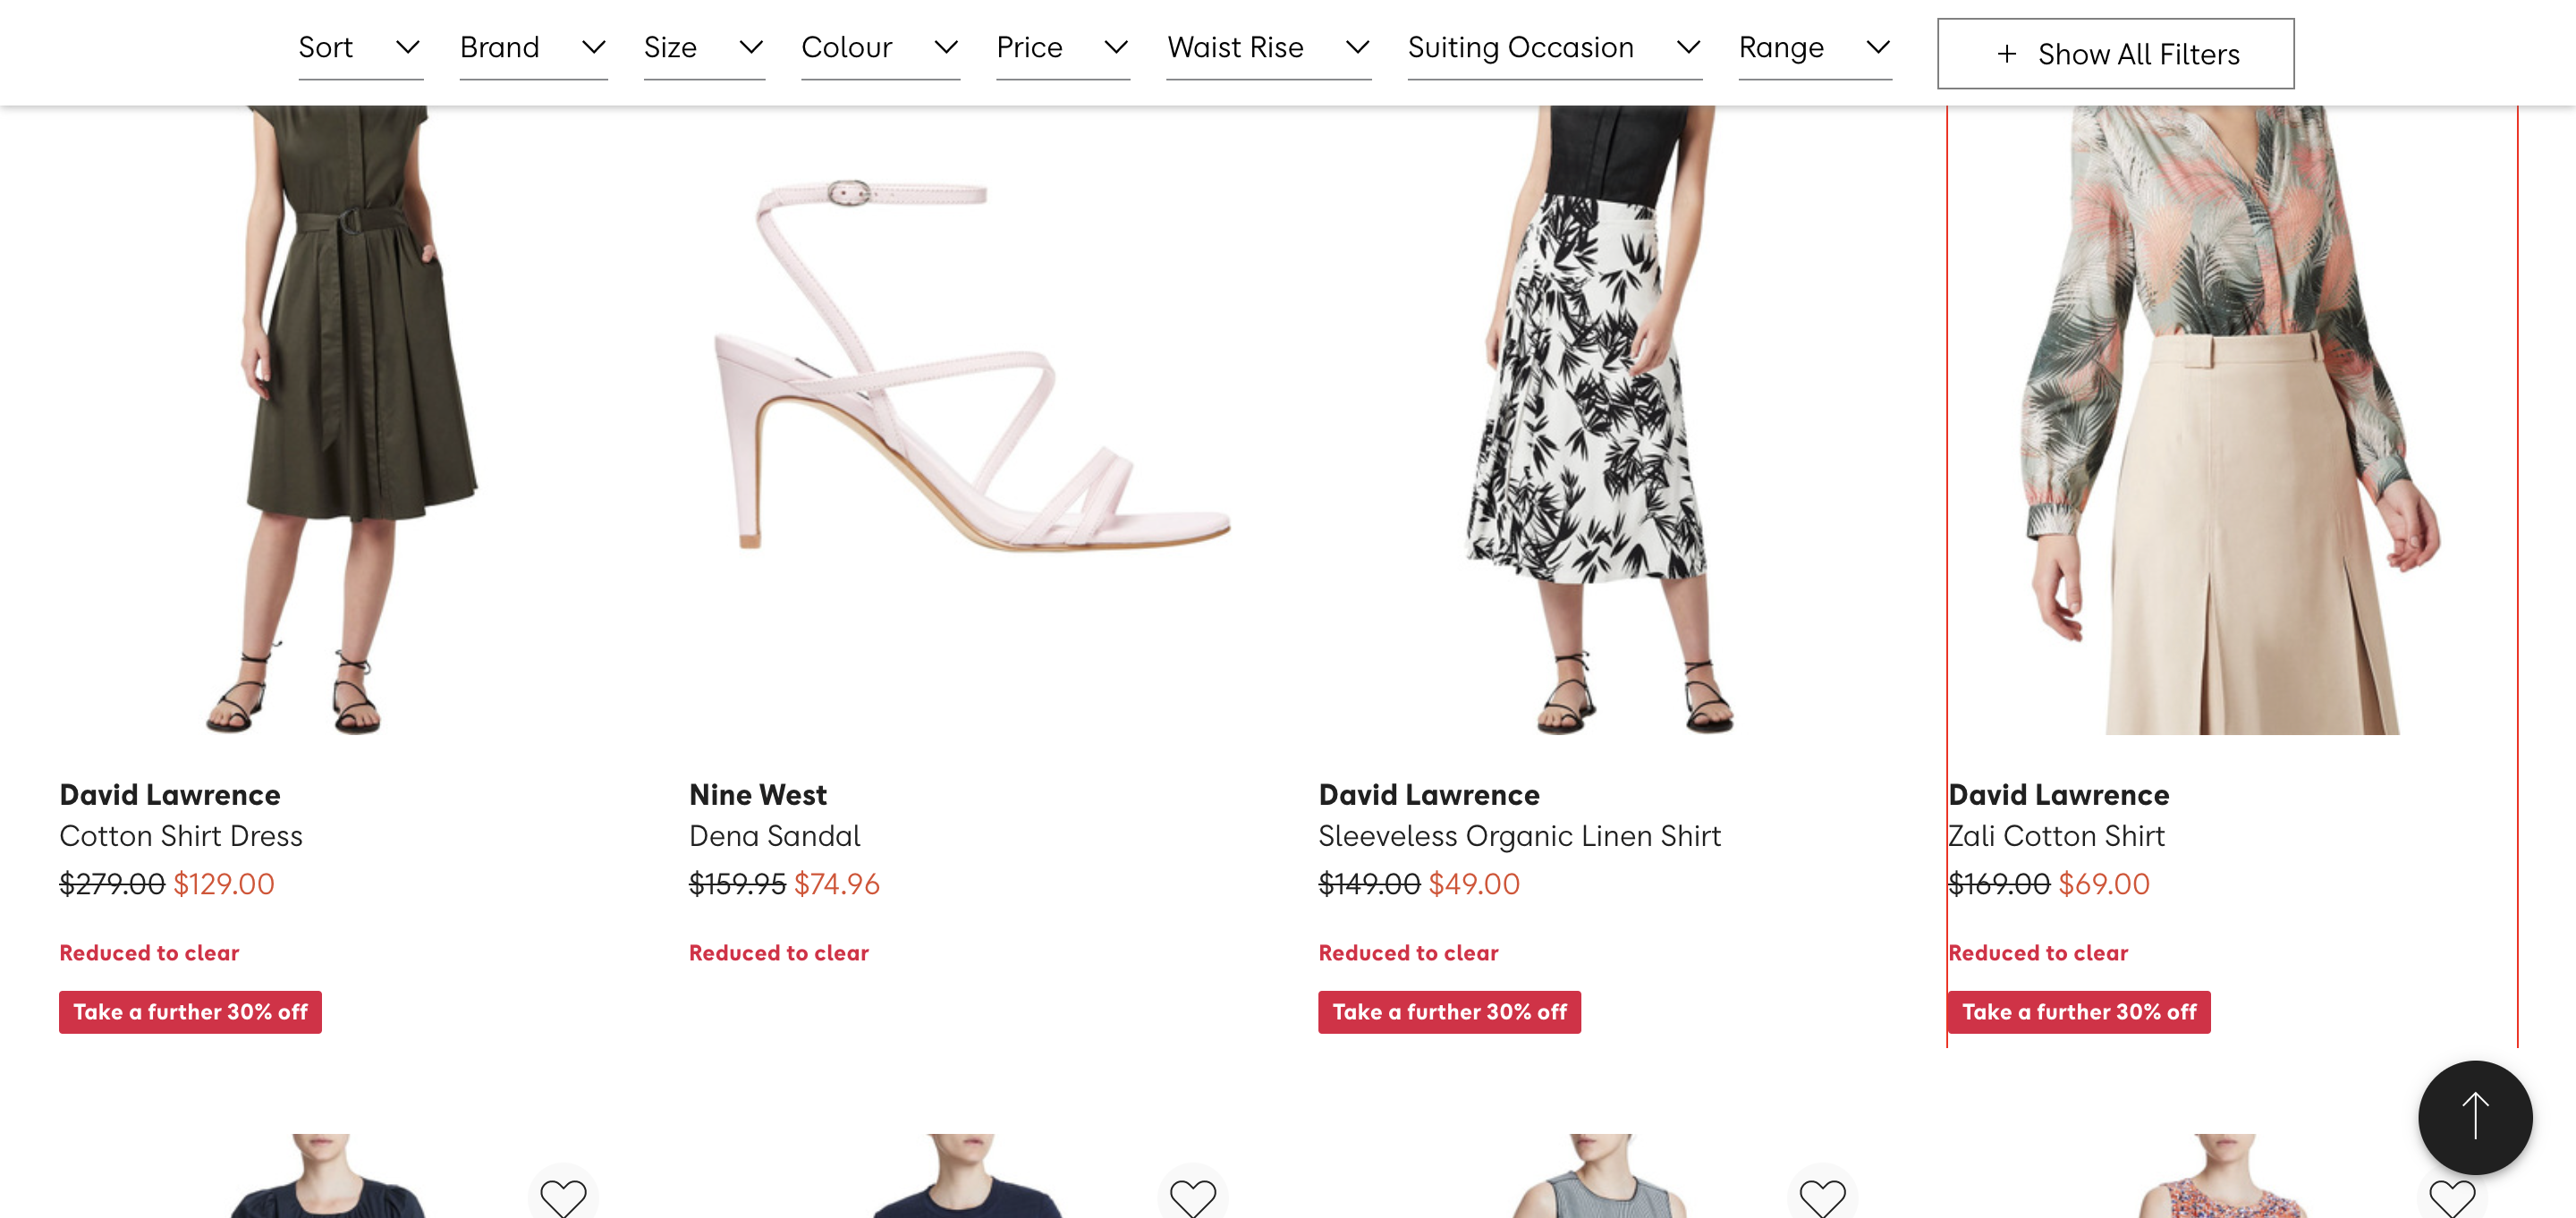 Sort Brand Size Colour Price Waist Rise Suiting Occasion Range + Show All Filters
David Lawrence
Cotton Shirt Dress
$279.00 $129.00
Reduced to clear
Take a further 30% off
Nine West
Dena Sandal
$159.95 $74.96
Reduced to clear
David Lawrence
Sleeveless Organic Linen Shirt
$149.00 $49.00
Reduced to clear
Take a further 30% off
David Lawrence
Zali Cotton Shirt
$169.00 $69.00
Reduced to clear
Take a further 30% off